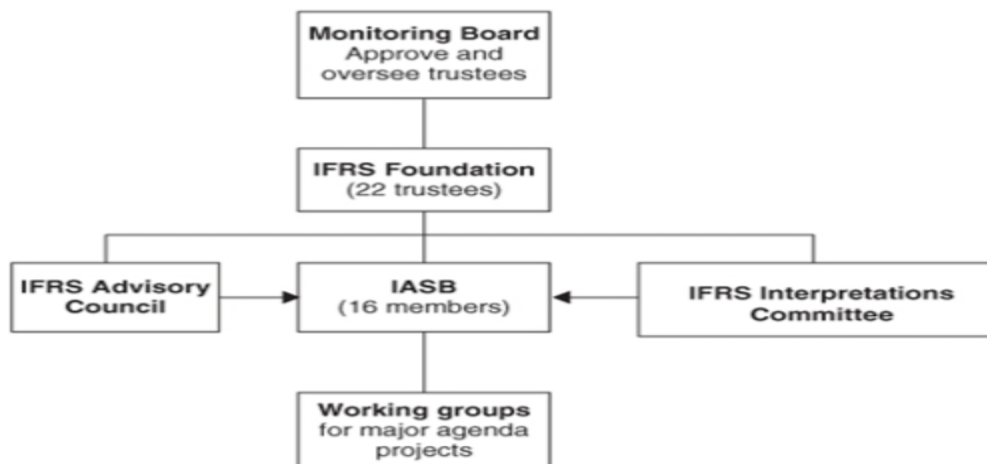 Monitoring Board
Approve and
oversee trustees
IFRS Foundation
(22 trustees)
IFRS Advisory
Council
IASB
(16 members)
IFRS Interpretations
Committee
Working groups
for major agenda
projects